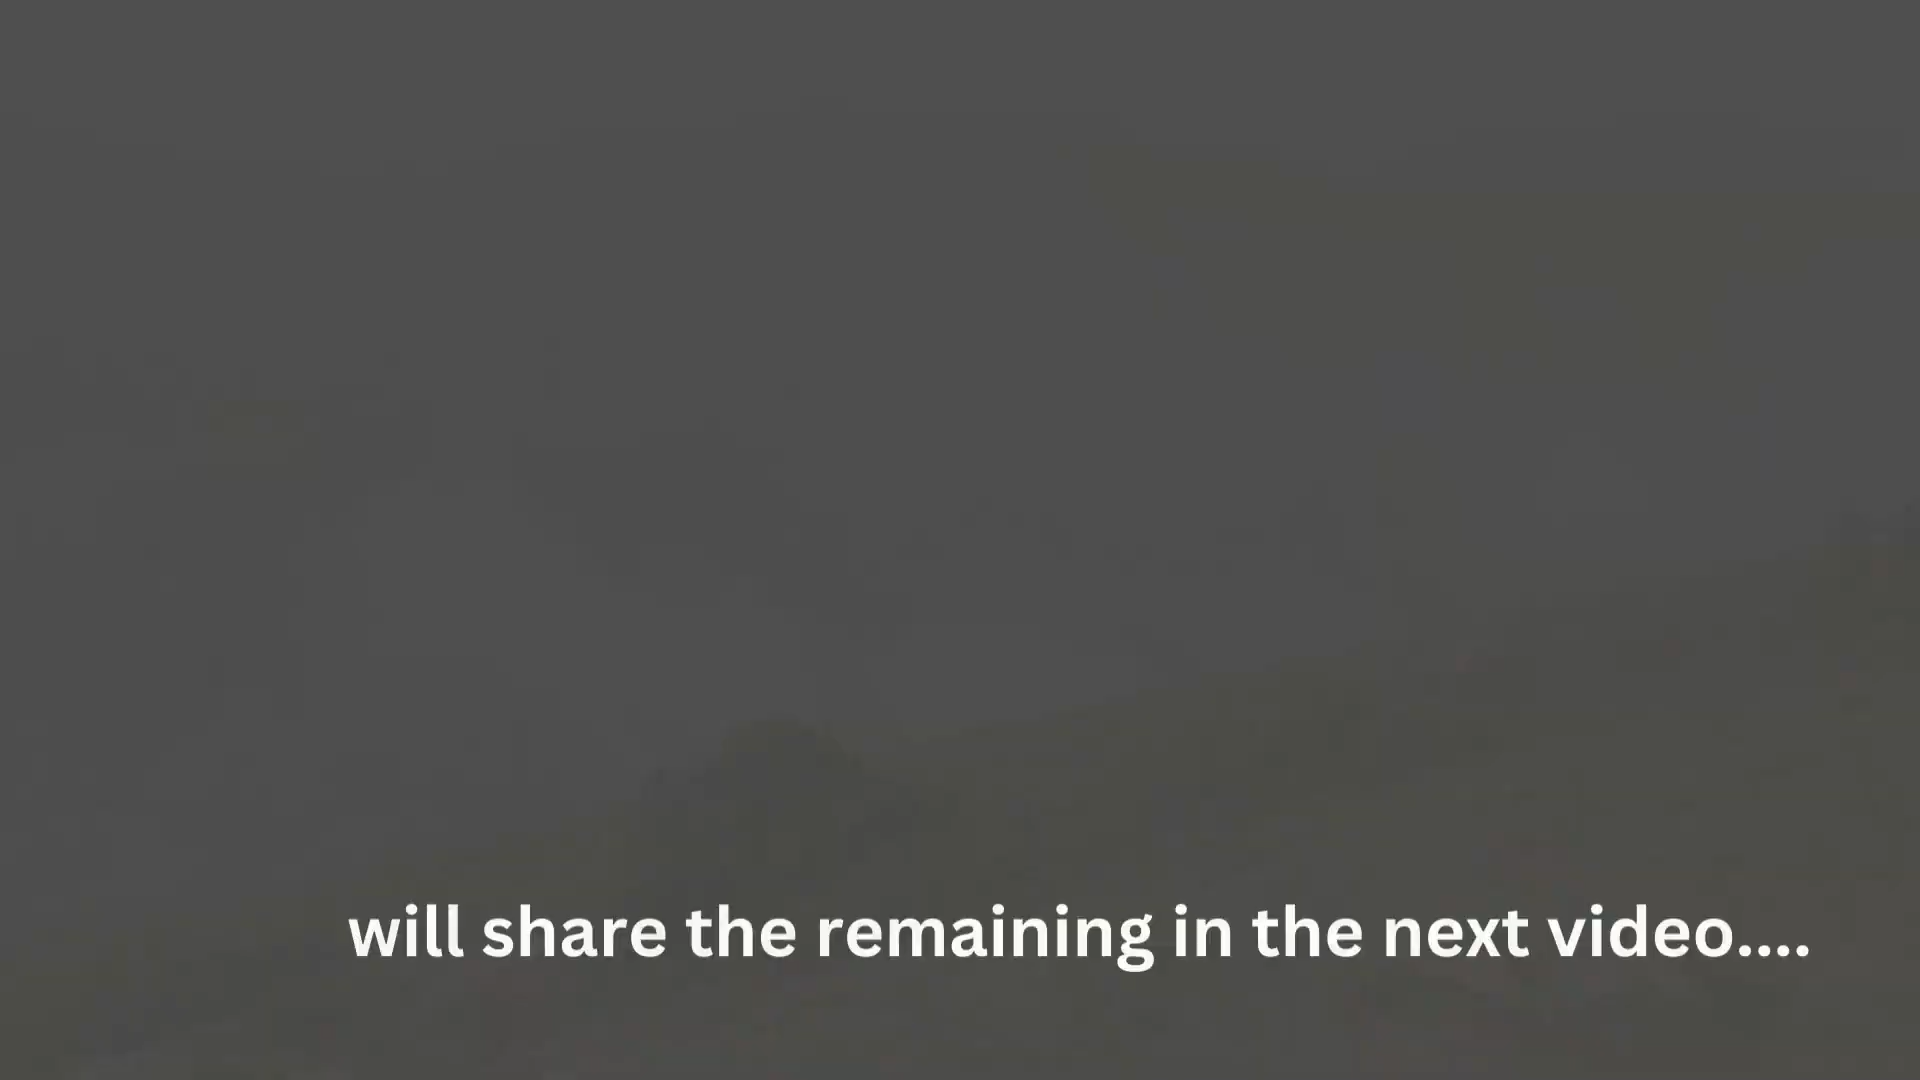 will share the remaining in the next video....